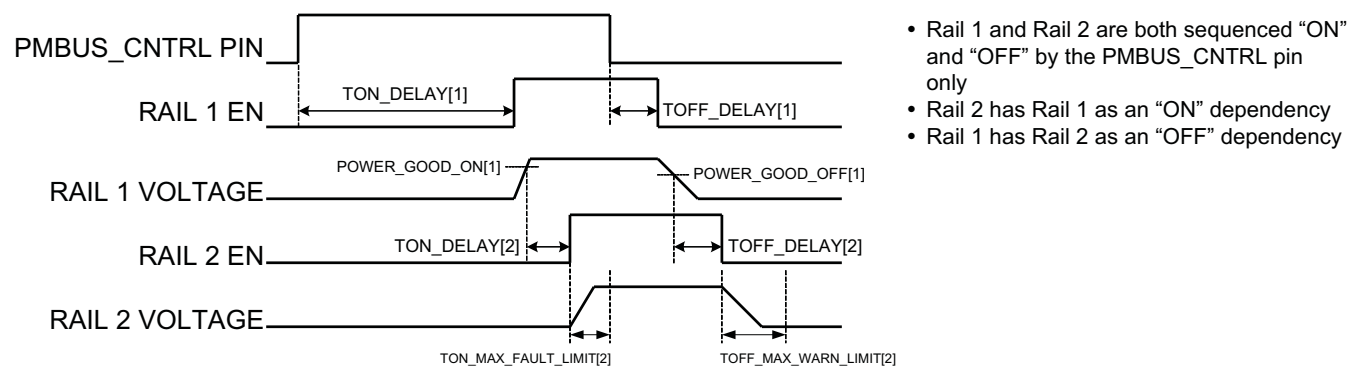 PMBUS_CNTRL PIN
RAIL 1 EN
TON_DELAY[1]
TOFF_DELAY[1]
POWER_GOOD_ON[1]
POWER_GOOD_OFF[1]
RAIL 1 VOLTAGE
TON_DELAY[2]
TOFF_DELAY[2]
RAIL 2 EN
RAIL 2 VOLTAGE
TON_MAX_FAULT_LIMIT[2]
TOFF_MAX_WARN_LIMIT[2]
• Rail 1 and Rail 2 are both sequenced “ON”
and “OFF” by the PMBUS_CNTRL pin
only
• Rail 2 has Rail 1 as an “ON” dependency
• Rail 1 has Rail 2 as an “OFF” dependency